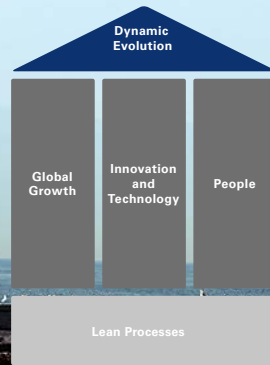 Dynamic
Evolution
Global
Growth
Innovation
and
Technology
People
Lean Processes